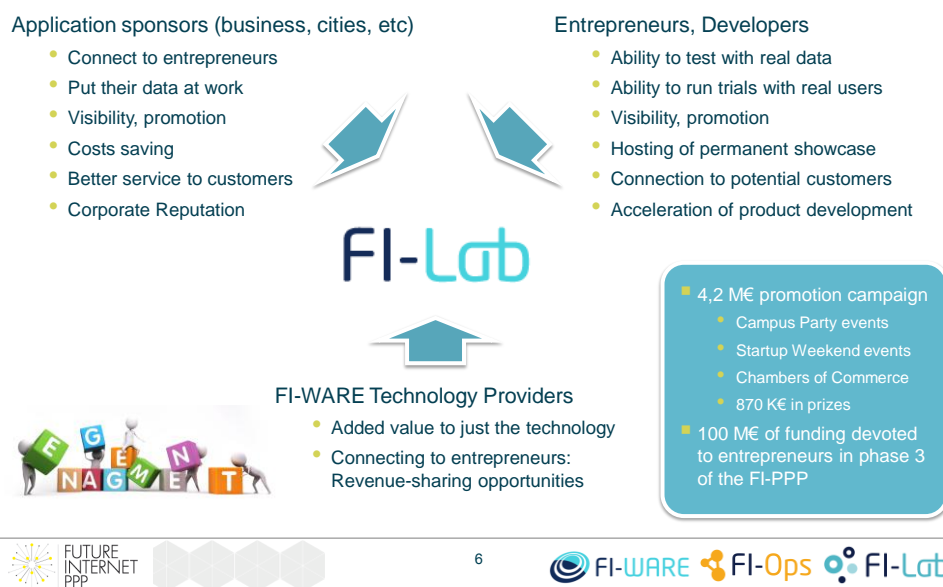 Application sponsors (business, cities, etc)
Connect to entrepreneurs
Put their data at work
Visibility, promotion
Costs saving
Better service to customers
Corporate Reputation
Entrepreneurs, Developers
Ability to test with real data
Ability to run trials with real users
Visibility, promotion
Hosting of permanent showcase
Connection to potential customers
Acceleration of product development
FI-Lab
4,2 M€ promotion campaign
Campus Party events
Startup Weekend events
Chambers of Commerce
870 K€ in prizes
100 M€ of funding devoted
to entrepreneurs in phase 3
of the FI-PPP
FI-WARE Technology Providers
Added value to just the technology
Connecting to entrepreneurs:
Revenue-sharing opportunities
E G E N
NAGMENT
FUTURE
INTERNET
PPP
6
FI-WARE
FI-Ops
FI-Lab